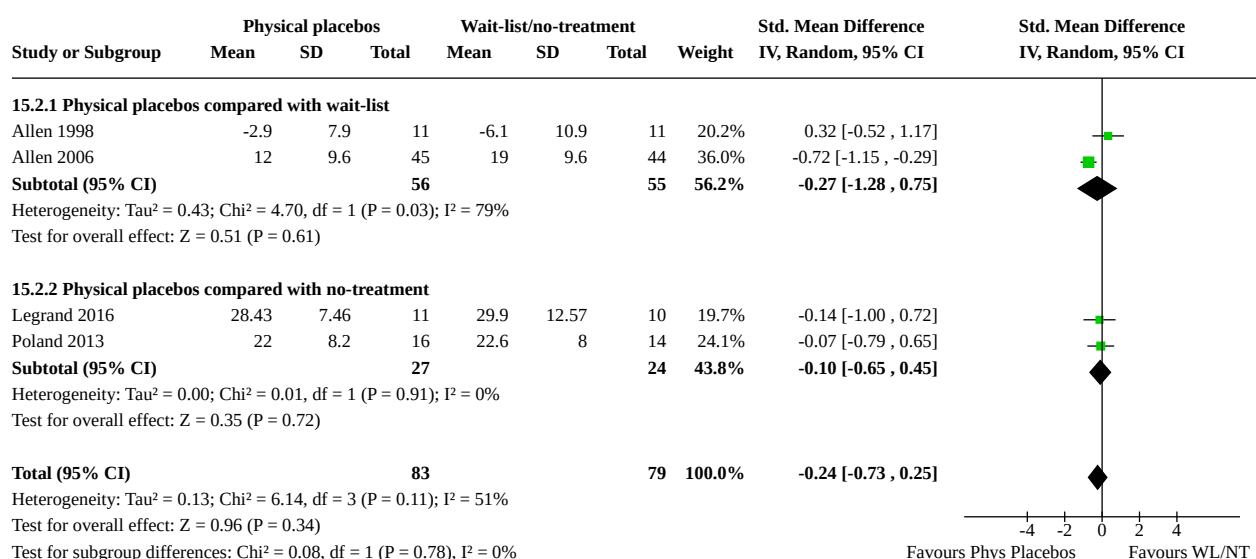 Physical placebos Wait-list/no-treatment Std. Mean Difference Std. Mean Difference
Study or Subgroup Mean SD Total Mean SD Total Weight IV, Random, 95% CI IV, Random, 95% CI
15.2.1 Physical placebos compared with wait-list
Allen 1998 -2.9 7.9 11 -6.1 10.9 11 20.2% 0.32 [-0.52 , 1.17]
Allen 2006 12 9.6 45 19 9.6 44 36.0% -0.72 [-1.15 , -0.29]
Subtotal (95% CI) 56 55 56.2% -0.27 [-1.28 , 0.75]
Heterogeneity: Tau² = 0.43; Chi² = 4.70, df = 1 (P = 0.03); I² = 79%
Test for overall effect: Z = 0.51 (P = 0.61)
15.2.2 Physical placebos compared with no-treatment
Legrand 2016 28.43 7.46 11 29.9 12.57 10 19.7% -0.14 [-1.00 , 0.72]
Poland 2013 22 8.2 16 22.6 8 14 24.1% -0.07 [-0.79 , 0.65]
Subtotal (95% CI) 27 24 43.8% -0.10 [-0.65 , 0.45]
Heterogeneity: Tau² = 0.00; Chi² = 0.01, df = 1 (P = 0.91); I² = 0%
Test for overall effect: Z = 0.35 (P = 0.72)
Total (95% CI) 83 79 100.0% -0.24 [-0.73 , 0.25]
Heterogeneity: Tau² = 0.13; Chi² = 6.14, df = 3 (P = 0.11); I² = 51%
Test for overall effect: Z = 0.96 (P = 0.34)
-4 -2 0 2 4
Test for subgroup differences: Chi² = 0.08, df = 1 (P = 0.78), I² = 0% Favours Phys Placebos Favours WL/NT